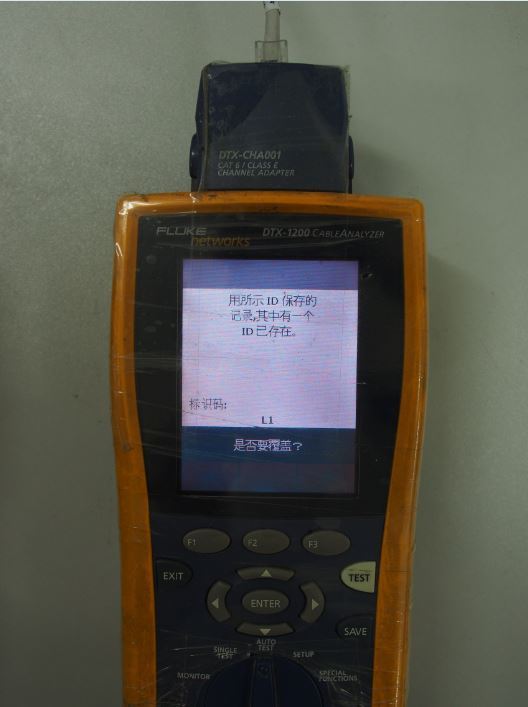 DTX-CHA001
CAT 6 / CLASS E
CHANNEL ADAPTER
FLUKE
networks
DTX-1200 CABLEANALYZER
用所示 ID 保存的
记录,其中有一个
ID 已存在。
标识码:
L1
是否要覆盖?
F1
F2
F3
EXIT
TEST
ENTER
SAVE
AUTO
TEST
SINGLE
TEST
SETUP
MONITOR
SPECIAL
FUNCTIONS